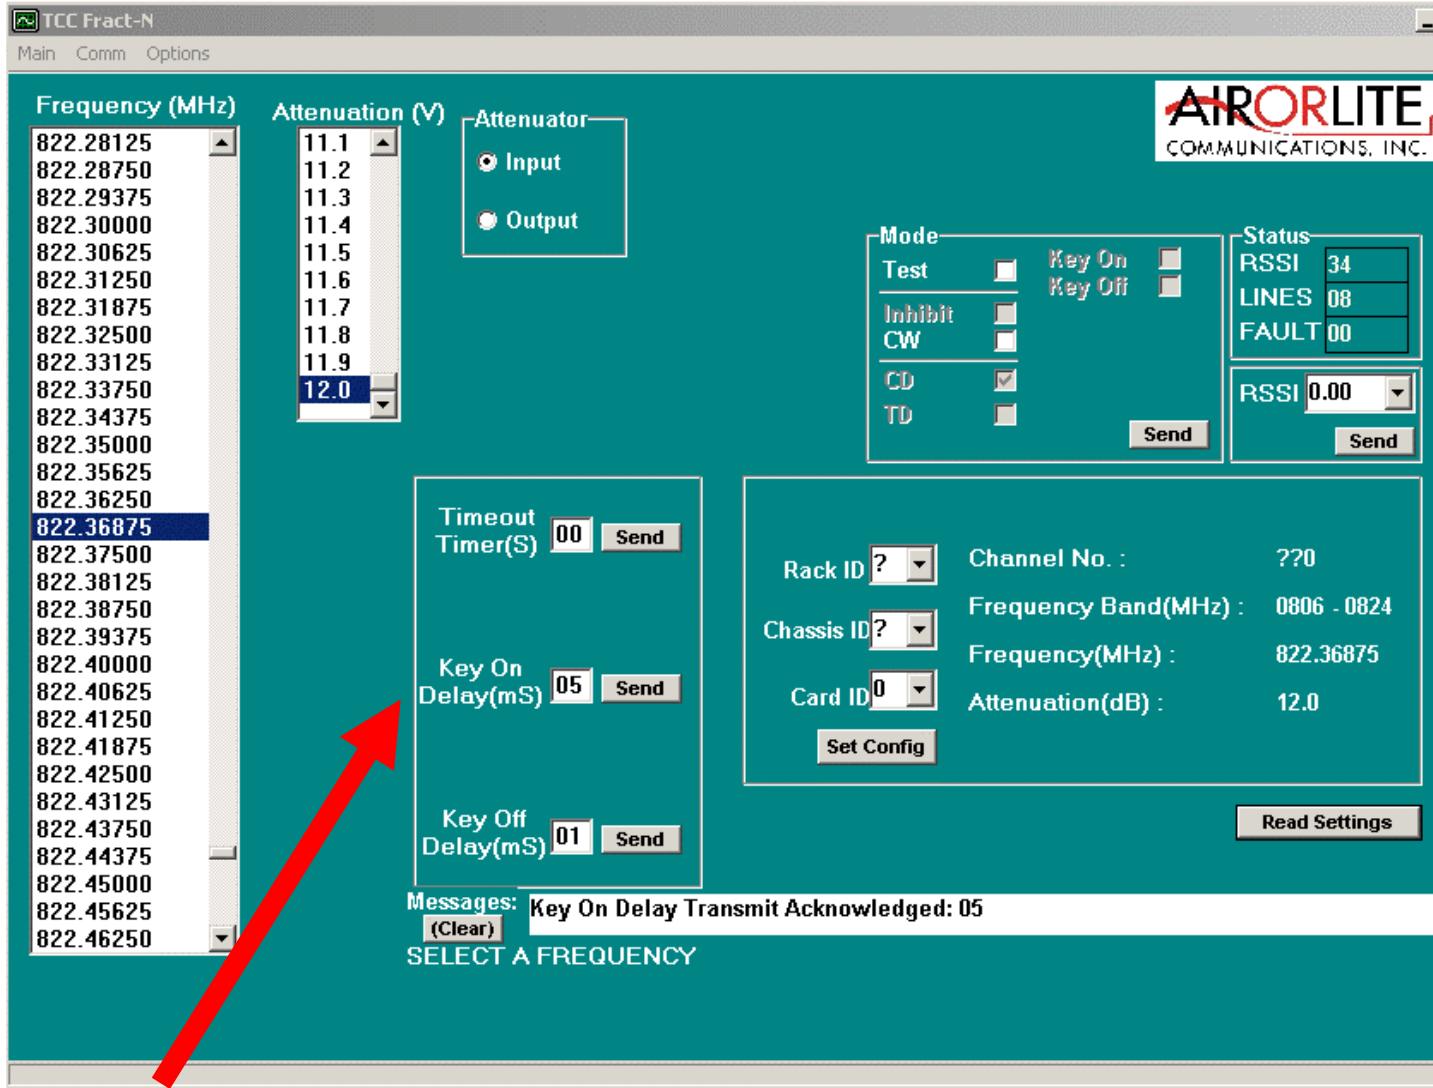 TCC Fract-N
Main Comm Options
Frequency (MHz)
822.28125
822.28750
822.29375
822.30000
822.30625
822.31250
822.31875
822.32500
822.33125
822.33750
822.34375
822.35000
822.35625
822.36250
822.36875
822.37500
822.38125
822.38750
822.39375
822.40000
822.40625
822.41250
822.41875
822.42500
822.43125
822.43750
822.44375
822.45000
822.45625
822.46250
Attenuation (V)
11.1
11.2
11.3
11.4
11.5
11.6
11.7
11.8
11.9
12.0
Attenuator
Input
Output
AIRORLITE
COMMUNICATIONS, INC.
Mode
Test
Key On
Key Off
Inhibit
CW
CD
TD
Send
Status
RSSI 34
LINES 08
FAULT 00
RSSI 0.00
Send
Timeout
Timer(S) 00 Send
Key On
Delay(mS) 05 Send
Key Off
Delay(mS) 01 Send
Rack ID ?
Chassis ID ?
Card ID 0
Set Config
Channel No. : ??0
Frequency Band(MHz) : 0806 - 0824
Frequency(MHz) : 822.36875
Attenuation(dB) : 12.0
Read Settings
Messages: Key On Delay Transmit Acknowledged: 05
(Clear)
SELECT A FREQUENCY